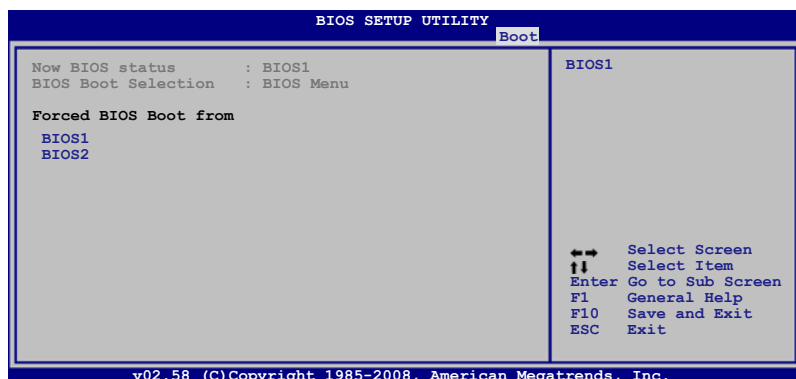 BIOS SETUP UTILITY
Boot
Now BIOS status : BIOS1
BIOS Boot Selection : BIOS Menu
Forced BIOS Boot from
BIOS1
BIOS2
BIOS1
←→ Select Screen
↑↓ Select Item
Enter Go to Sub Screen
F1 General Help
F10 Save and Exit
ESC Exit
v02.58 (C)Copyright 1985-2008, American Megatrends, Inc.